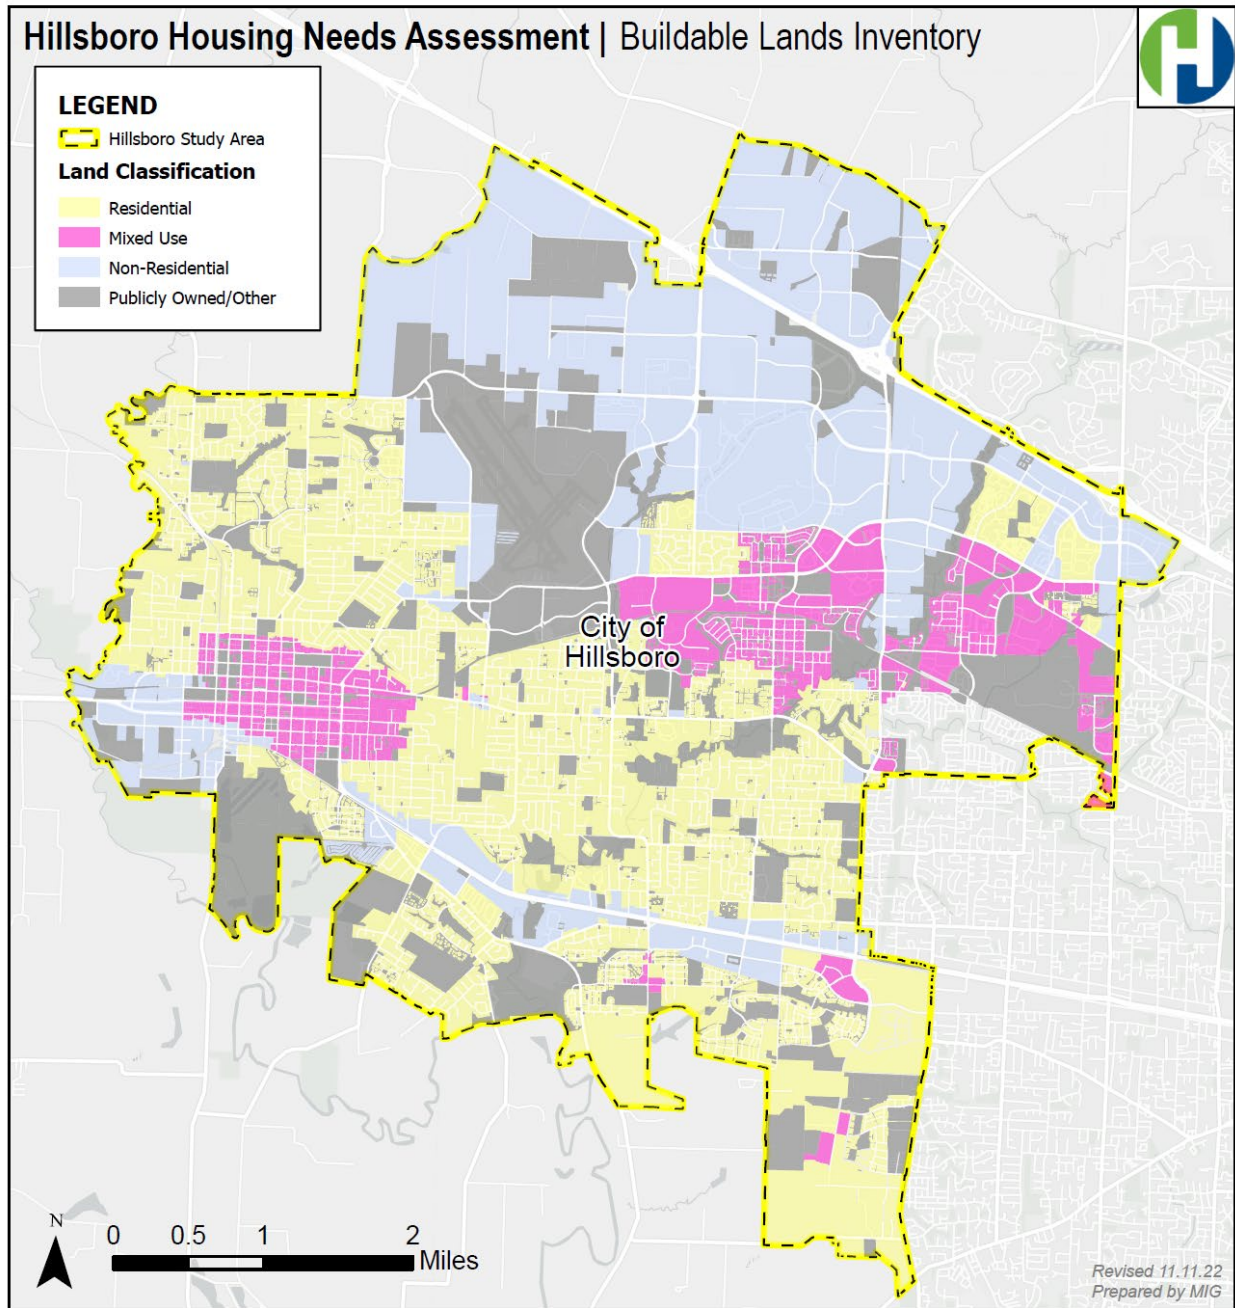 Hillsboro Housing Needs Assessment | Buildable Lands Inventory
LEGEND
Hillsboro Study Area
Land Classification
Residential
Mixed Use
Non-Residential
Publicly Owned/Other
City of
Hillsboro
N
0 0.5 1 2
Miles
Revised 11.11.22
Prepared by MIG